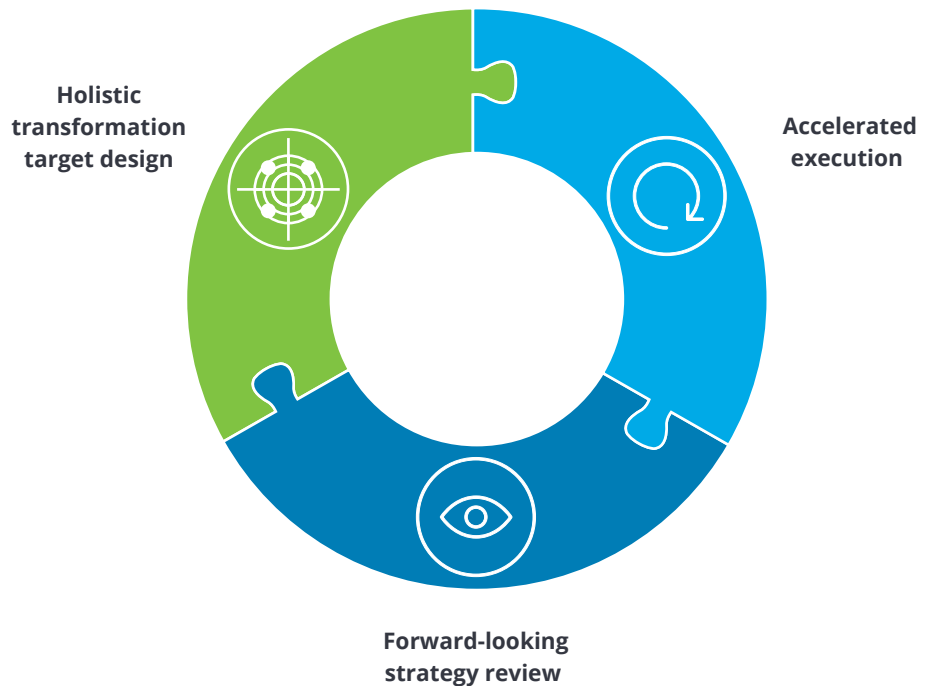 Holistic
transformation
target design
Accelerated
execution
Forward-looking
strategy review